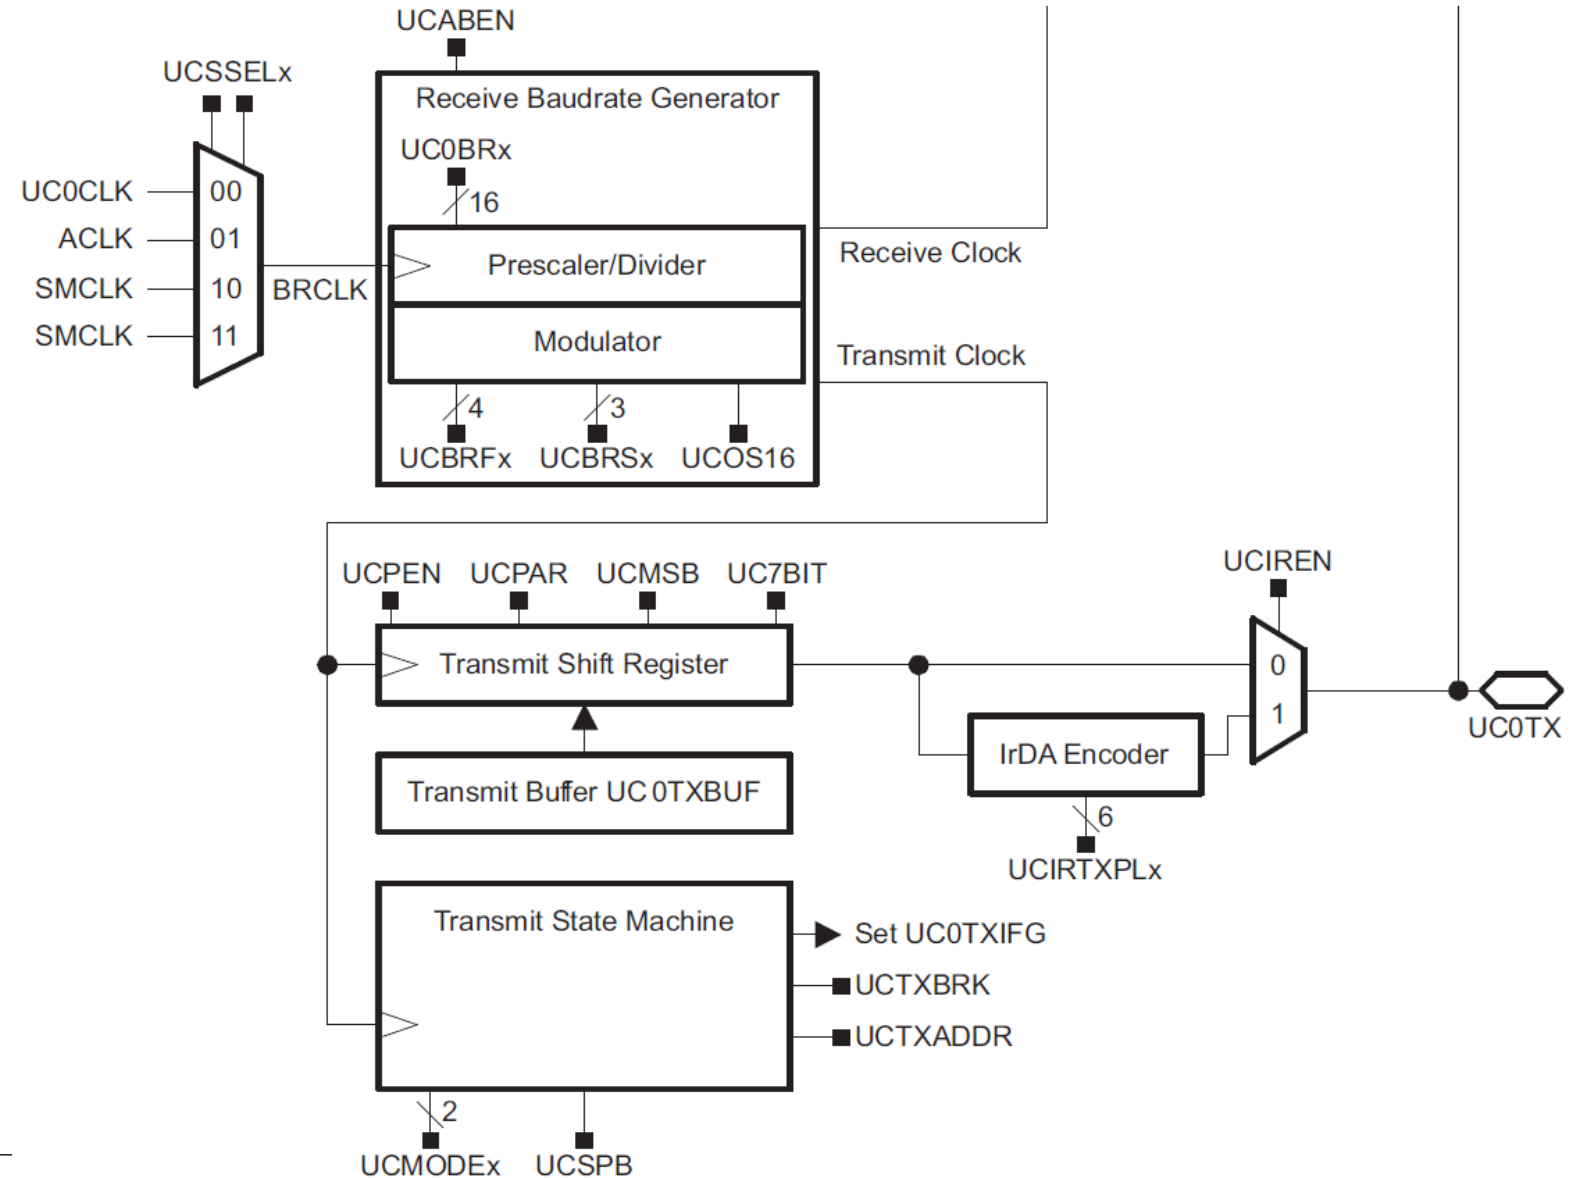 UCABEN
UCSSELx
Receive Baudrate Generator
UC0BRx
16
UC0CLK
00
ACLK
01
SMCLK
10
SMCLK
11
BRCLK
Prescaler/Divider
Modulator
Receive Clock
Transmit Clock
4
3
UCBRFx
UCBRSx
UCOS16
UCPEN
UCPAR
UCMSB
UC7BIT
UCIREN
Transmit Shift Register
0
1
UC0TX
IrDA Encoder
6
UCIRTXPLx
Transmit Buffer UC0TXBUF
Transmit State Machine
Set UC0TXIFG
UCTXBRK
UCTXADDR
2
UCMODEx
UCSPB